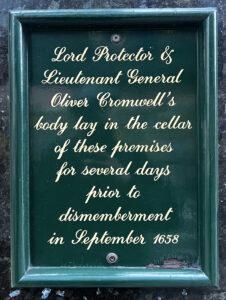 Lord Protector &
Lieutenant General
Oliver Cromwell's
body lay in the cellar
of these premises
for several days
prior to
dismemberment
in September 1658